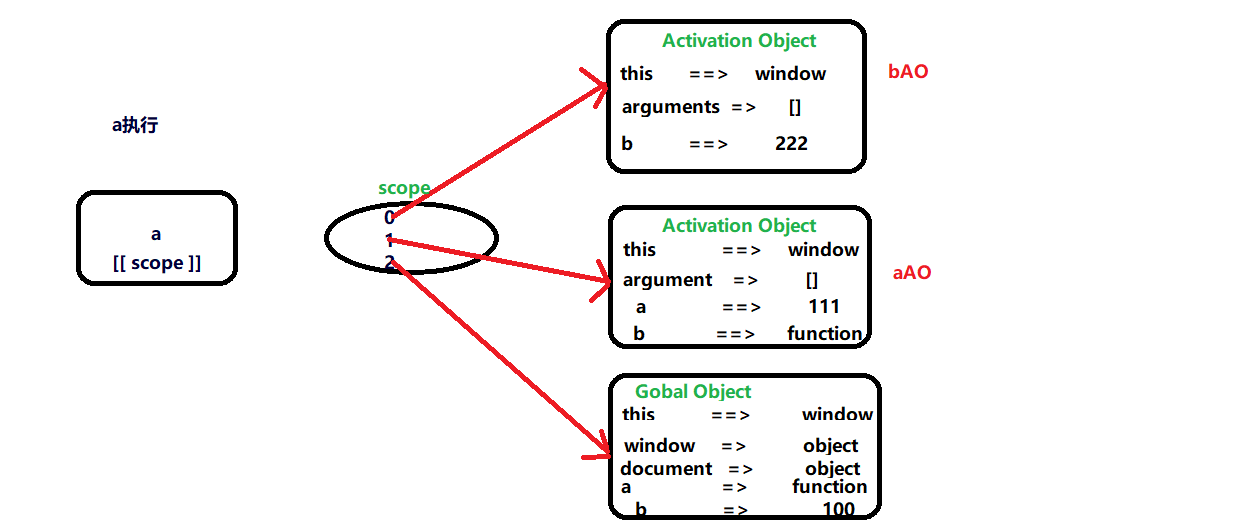 a执行
a
[[ scope ]]
scope
0
1
2
Activation Object
this ==> window
arguments => []
b ==> 222
bAO
Activation Object
this ==> window
argument => []
a ==> 111
b ==> function
aAO
Gobal Object
this ==> window
window => object
document => object
a => function
b => 100